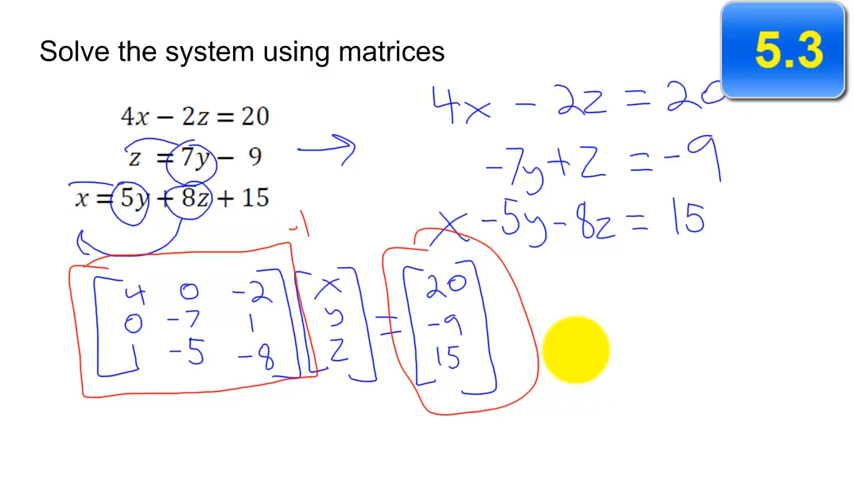 5.3
Solve the system using matrices
4x − 2z = 20
z = 7y − 9
x = 5y + 8z + 15
4x − 2z = 20
-7y + z = -9
x - 5y - 8z = 15
-1
[4 0 -2] [x] = [20]
[0 -7 1] [y] [-9]
[1 -5 -8] [z] [15]